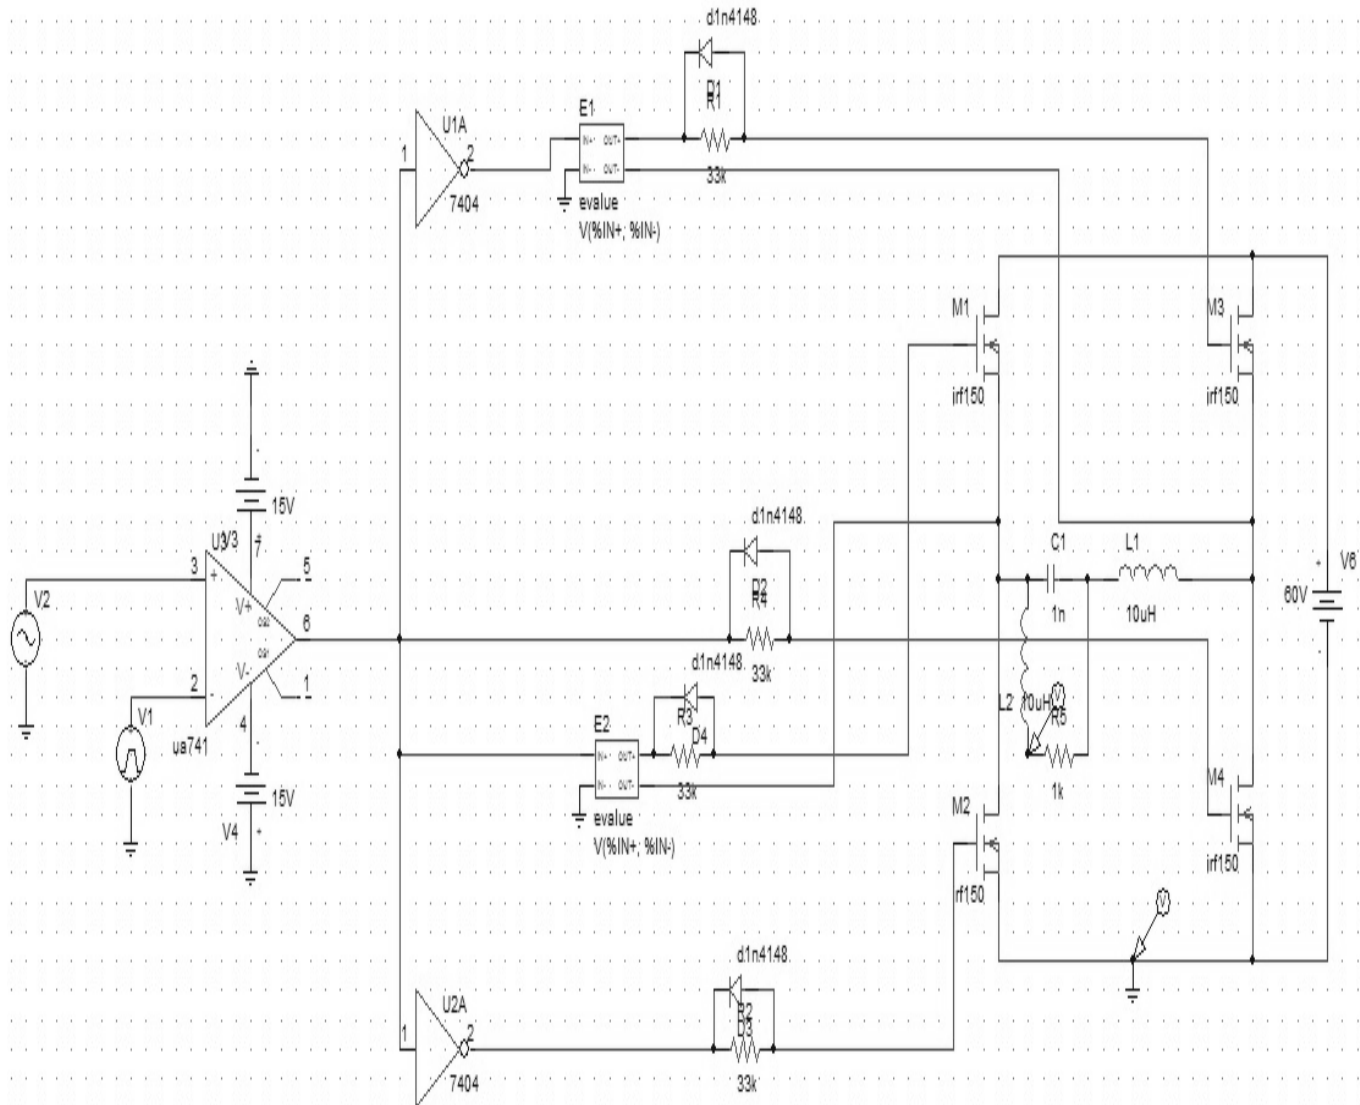 d1n4148
D1
R1
33k
E1
IN+ OUT+
IN- OUT-
evalue
V(%IN+; %IN-)
U1A
1
2
7404
M1
irf150
M3
irf150
15V
U3
V3
+
7
5
3
+
V+
OS2
6
OS1
V-
2
-
1
4
ua741
V2
V1
15V
V4
+
d1n4148
D2
R4
33k
C1
1n
L1
10uH
V6
+
60V
-
d1n4148
R3
D4
33k
E2
IN+ OUT+
IN- OUT-
evalue
V(%IN+; %IN-)
L2
10uH
V
R5
1k
M2
irf150
M4
irf150
V
d1n4148
R2
D3
33k
U2A
1
2
7404